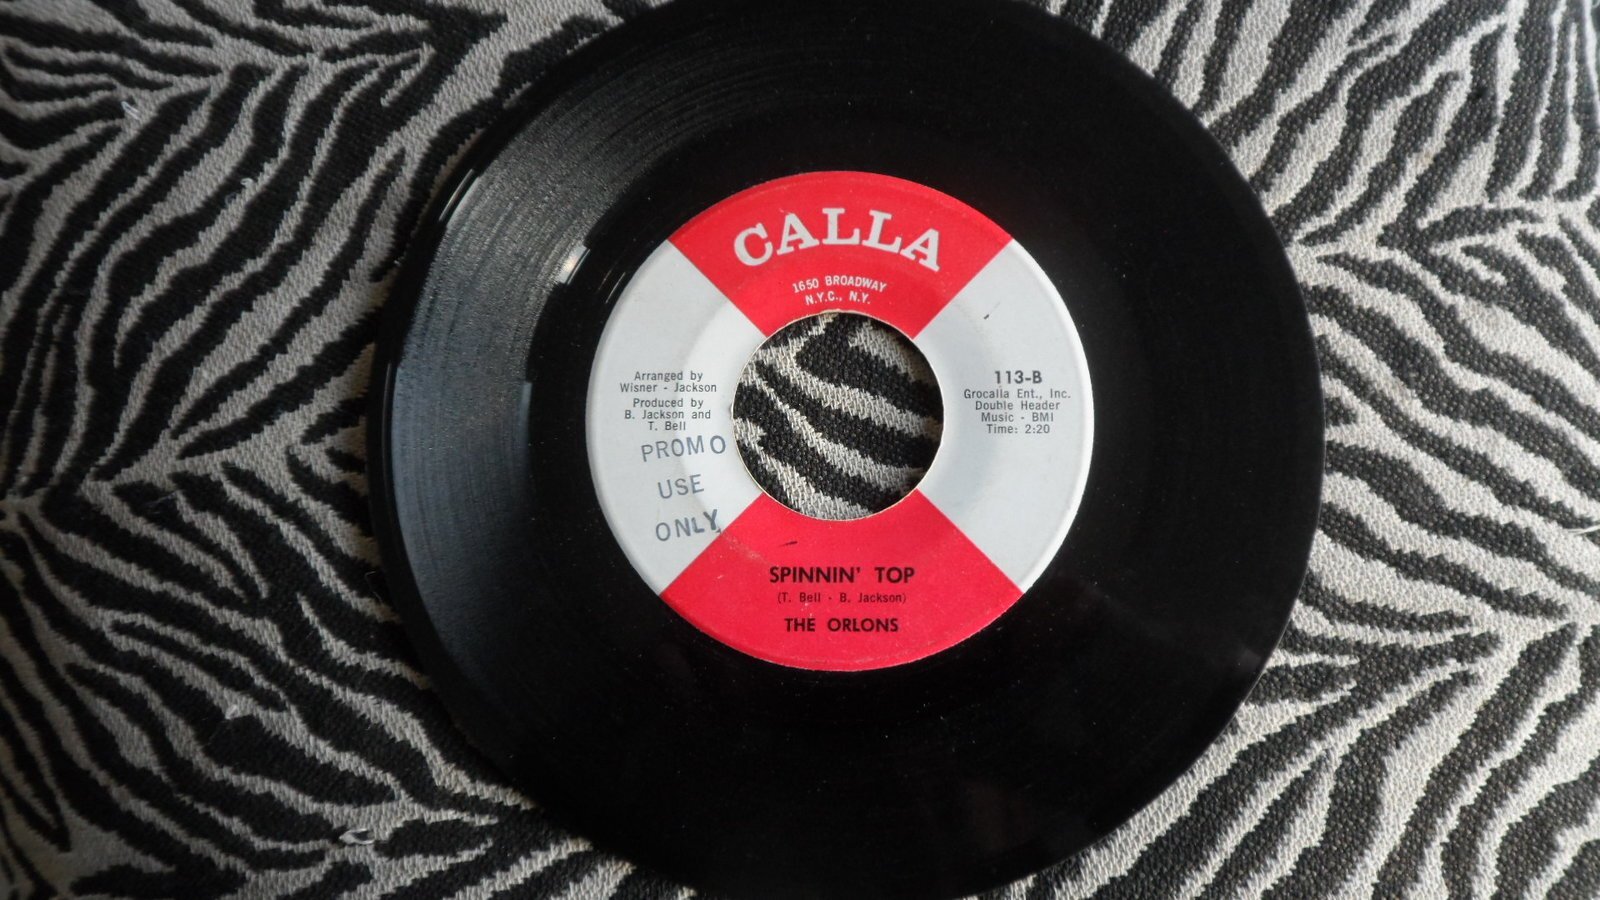 CALLA
1650 BROADWAY
N.Y.C., N.Y.
Arranged by
Wisner - Jackson
Produced by
B. Jackson and
T. Bell
PROMO
USE
ONLY
113-B
Grocalla Ent., Inc.
Double Header
Music - BMI
Time: 2:20
SPINNIN' TOP
(T. Bell - B. Jackson)
THE ORLONS